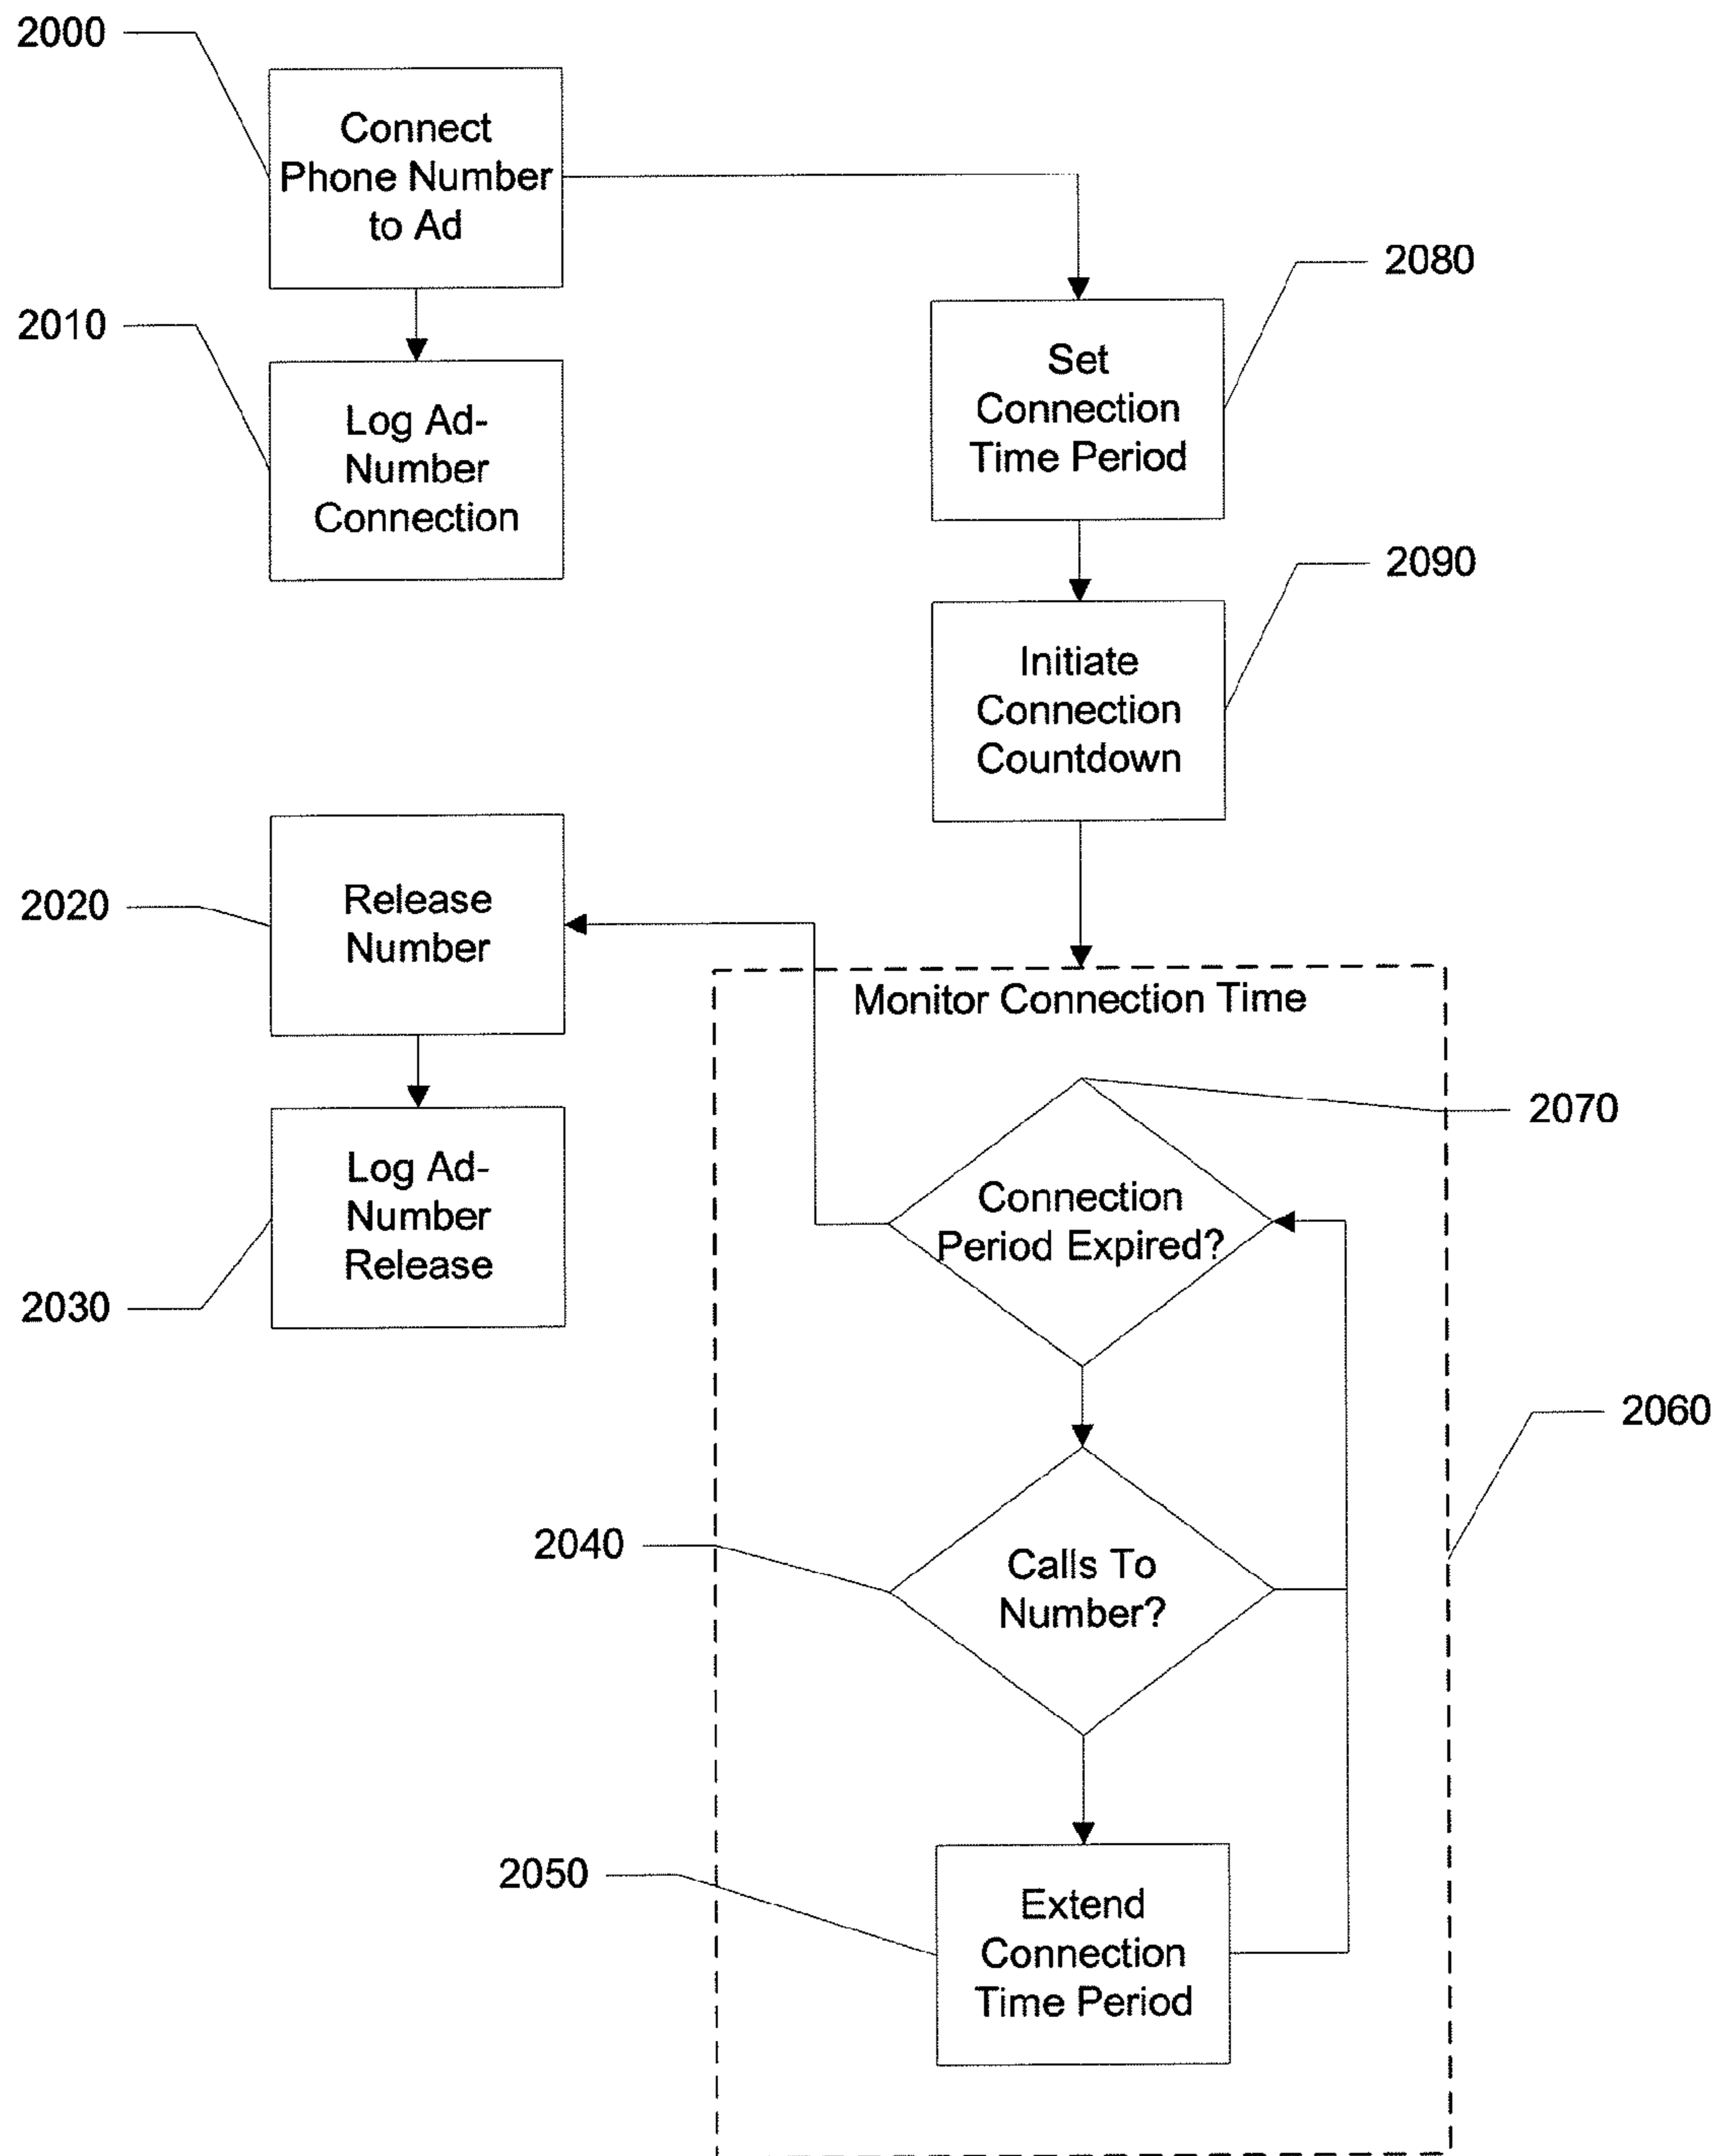 2000
Connect
Phone Number
to Ad
2010
Log Ad-
Number
Connection
2080
Set
Connection
Time Period
2090
Initiate
Connection
Countdown
2020
Release
Number
2030
Log Ad-
Number
Release
Monitor Connection Time
2070
Connection
Period Expired?
2060
2040
Calls To
Number?
2050
Extend
Connection
Time Period